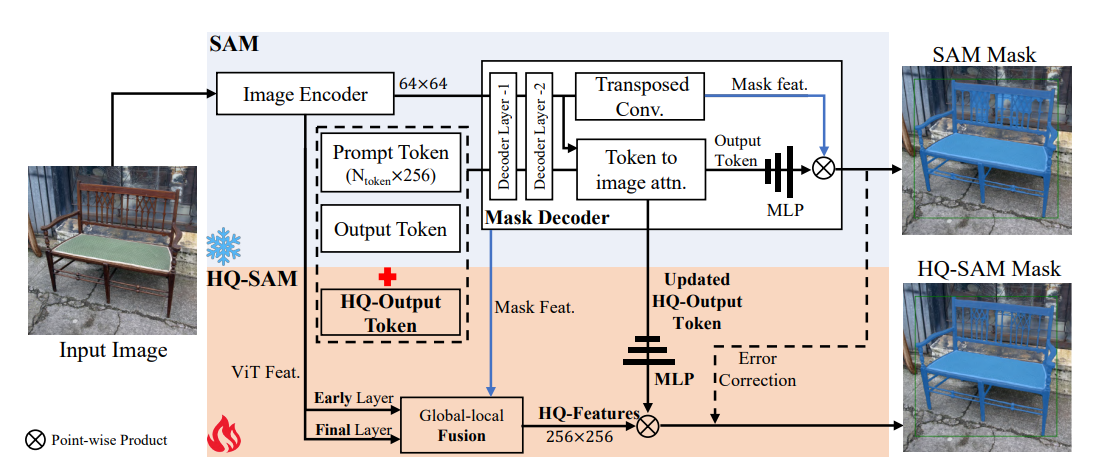 SAM
SAM Mask
Image Encoder
64×64
Transposed
Conv.
Mask feat.
Decoder Layer -1
Decoder Layer -2
Prompt Token
(Ntoken×256)
Token to
image attn.
Output
Token
MLP
Output Token
Mask Decoder
HQ-SAM
HQ-SAM Mask
HQ-Output
Token
Updated
HQ-Output
Token
Mask Feat.
Input Image
ViT Feat.
MLP
Error
Correction
Early Layer
Final Layer
Global-local
Fusion
HQ-Features
256×256
Point-wise Product